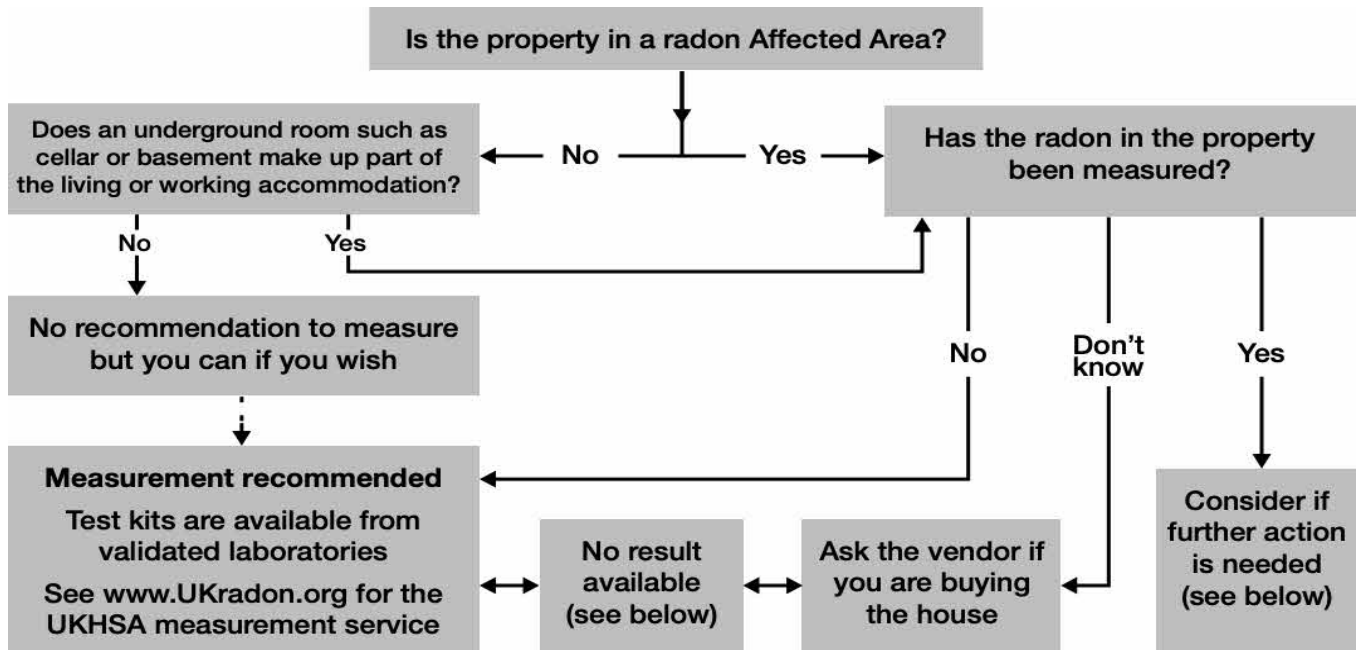 Is the property in a radon Affected Area?
Does an underground room such as
cellar or basement make up part of
the living or working accommodation?
No
Yes
Has the radon in the property
been measured?
No
Yes
No recommendation to measure
but you can if you wish
No
Don't
know
Yes
Measurement recommended
Test kits are available from
validated laboratories
See www.UKradon.org for the
UKHSA measurement service
No result
available
(see below)
Ask the vendor if
you are buying
the house
Consider if
further action
is needed
(see below)